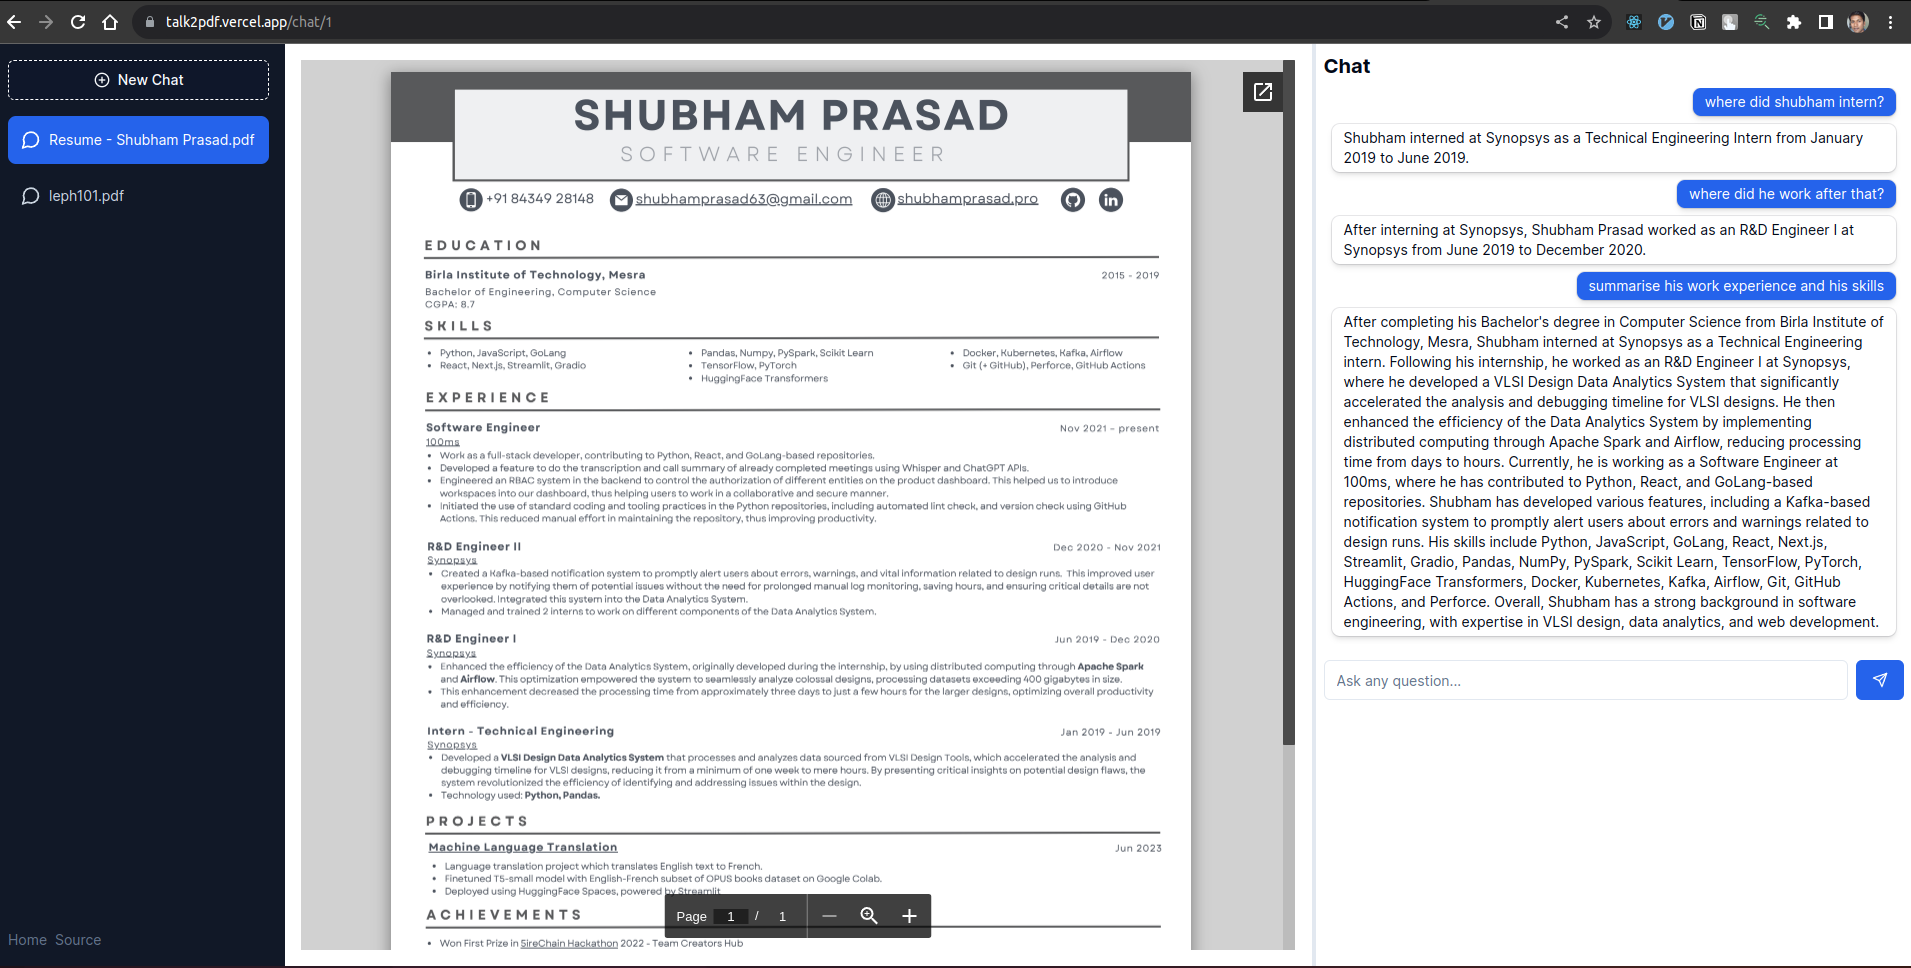 talk2pdf.vercel.app/chat/1
New Chat
Resume - Shubham Prasad.pdf
leph101.pdf
Home Source
SHUBHAM PRASAD
SOFTWARE ENGINEER
+91 84349 28148 shubhamprasad63@gmail.com shubhamprasad.pro
EDUCATION
Birla Institute of Technology, Mesra 2015 - 2019
Bachelor of Engineering, Computer Science
CGPA: 8.7
SKILLS
• Python, JavaScript, GoLang
• React, Next.js, Streamlit, Gradio
• Pandas, Numpy, PySpark, Scikit Learn
• TensorFlow, PyTorch
• HuggingFace Transformers
• Docker, Kubernetes, Kafka, Airflow
• Git (+ GitHub), Perforce, GitHub Actions
EXPERIENCE
Software Engineer Nov 2021 – present
100ms
• Work as a full-stack developer, contributing to Python, React, and GoLang-based repositories.
• Developed a feature to do the transcription and call summary of already completed meetings using Whisper and ChatGPT APIs.
• Engineered an RBAC system in the backend to control the authorization of different entities on the product dashboard. This helped us to introduce
workspaces into our dashboard, thus helping users to work in a collaborative and secure manner.
• Initiated the use of standard coding and tooling practices in the Python repositories, including automated lint check, and version check using GitHub
Actions. This reduced manual effort in maintaining the repository, thus improving productivity.
R&D Engineer II Dec 2020 - Nov 2021
Synopsys
• Created a Kafka-based notification system to promptly alert users about errors, warnings, and vital information related to design runs. This improved user
experience by notifying them of potential issues without the need for prolonged manual log monitoring, saving hours, and ensuring critical details are not
overlooked. Integrated this system into the Data Analytics System.
• Managed and trained 2 interns to work on different components of the Data Analytics System.
R&D Engineer I Jun 2019 - Dec 2020
Synopsys
• Enhanced the efficiency of the Data Analytics System, originally developed during the internship, by using distributed computing through Apache Spark
and Airflow. This optimization empowered the system to seamlessly analyze colossal designs, processing datasets exceeding 400 gigabytes in size.
• This enhancement decreased the processing time from approximately three days to just a few hours for the larger designs, optimizing overall productivity
and efficiency.
Intern - Technical Engineering Jan 2019 - Jun 2019
Synopsys
• Developed a VLSI Design Data Analytics System that processes and analyzes data sourced from VLSI Design Tools, which accelerated the analysis and
debugging timeline for VLSI designs, reducing it from a minimum of one week to mere hours. By presenting critical insights on potential design flaws, the
system revolutionized the efficiency of identifying and addressing issues within the design.
• Technology used: Python, Pandas.
PROJECTS
Machine Language Translation Jun 2023
• Language translation project which translates English text to French.
• Finetuned T5-small model with English-French subset of OPUS books dataset on Google Colab.
• Deployed using HuggingFace Spaces, powered by Streamlit
ACHIEVEMENTS
• Won First Prize in SireChain Hackathon 2022 - Team Creators Hub
Page 1 / 1
Chat
where did shubham intern?
Shubham interned at Synopsys as a Technical Engineering Intern from January
2019 to June 2019.
where did he work after that?
After interning at Synopsys, Shubham Prasad worked as an R&D Engineer I at
Synopsys from June 2019 to December 2020.
summarise his work experience and his skills
After completing his Bachelor's degree in Computer Science from Birla Institute of
Technology, Mesra, Shubham interned at Synopsys as a Technical Engineering
intern. Following his internship, he worked as an R&D Engineer I at Synopsys,
where he developed a VLSI Design Data Analytics System that significantly
accelerated the analysis and debugging timeline for VLSI designs. He then
enhanced the efficiency of the Data Analytics System by implementing
distributed computing through Apache Spark and Airflow, reducing processing
time from days to hours. Currently, he is working as a Software Engineer at
100ms, where he has contributed to Python, React, and GoLang-based
repositories. Shubham has developed various features, including a Kafka-based
notification system to promptly alert users about errors and warnings related to
design runs. His skills include Python, JavaScript, GoLang, React, Next.js,
Streamlit, Gradio, Pandas, NumPy, PySpark, Scikit Learn, TensorFlow, PyTorch,
HuggingFace Transformers, Docker, Kubernetes, Kafka, Airflow, Git, GitHub
Actions, and Perforce. Overall, Shubham has a strong background in software
engineering, with expertise in VLSI design, data analytics, and web development.
Ask any question...